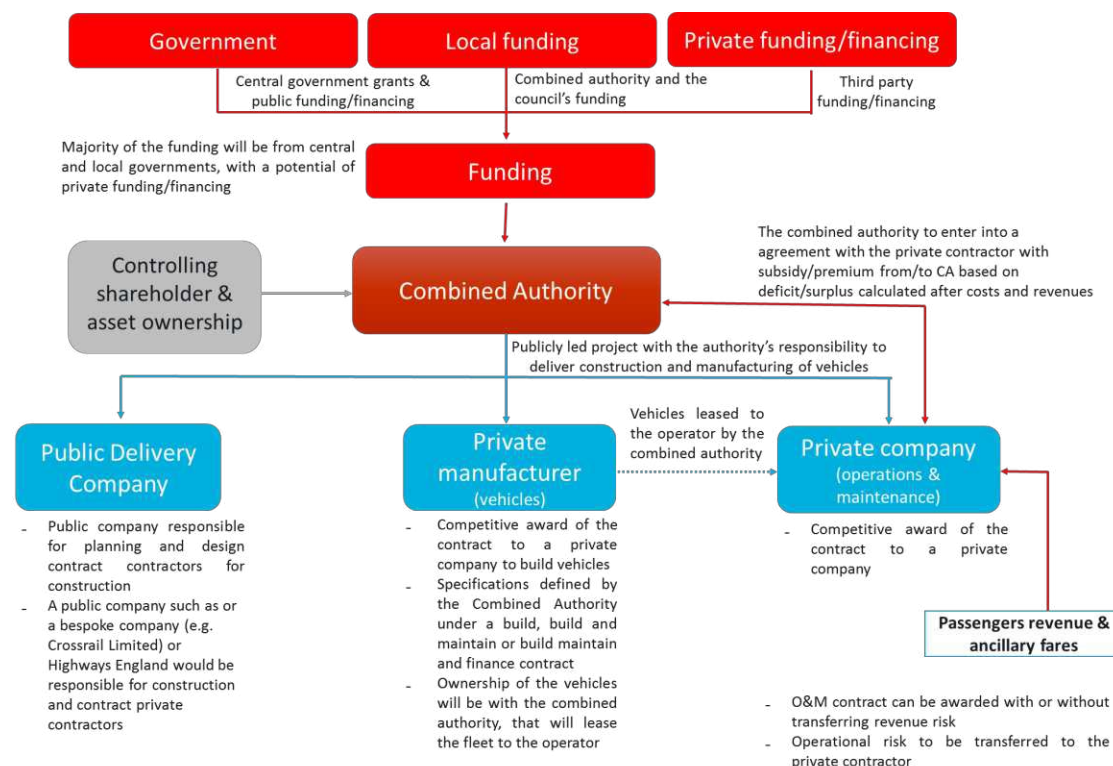 Government
Local funding
Private funding/financing
Central government grants &
public funding/financing
Combined authority and the
council's funding
Third party
funding/financing
Majority of the funding will be from central
and local governments, with a potential of
private funding/financing
Funding
The combined authority to enter into a
agreement with the private contractor with
subsidy/premium from/to CA based on
deficit/surplus calculated after costs and revenues
Controlling
shareholder &
asset ownership
Combined Authority
Publicly led project with the authority's responsibility to
deliver construction and manufacturing of vehicles
Public Delivery
Company
Private
manufacturer
(vehicles)
Vehicles leased to
the operator by the
combined authority
Private company
(operations &
maintenance)
- Public company responsible
for planning and design
contract contractors for
construction
- A public company such as or
a bespoke company (e.g.
Crossrail Limited) or
Highways England would be
responsible for construction
and contract private
contractors
- Competitive award of the
contract to a private
company to build vehicles
- Specifications defined by
the Combined Authority
under a build, build and
maintain or build maintain
and finance contract
- Ownership of the vehicles
will be with the combined
authority, that will lease
the fleet to the operator
- Competitive award of the
contract to a private
company
Passengers revenue &
ancillary fares
- O&M contract can be awarded with or without
transferring revenue risk
- Operational risk to be transferred to the
private contractor